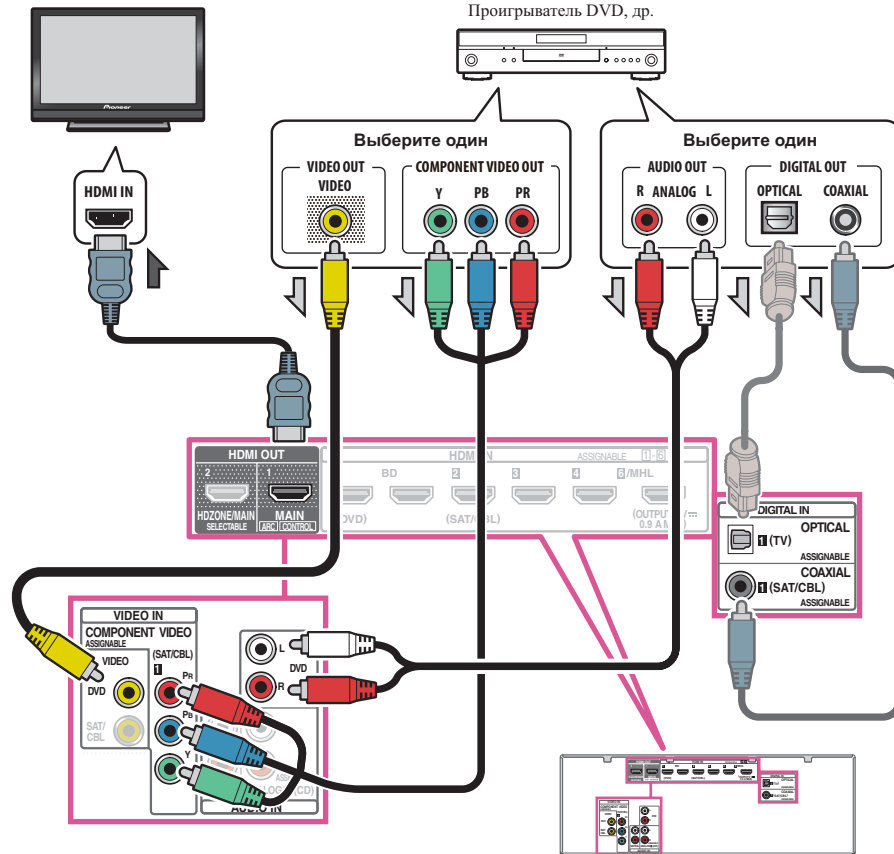 Проигрыватель DVD, др.
Pioneer
Выберите один
Выберите один
VIDEO OUT
COMPONENT VIDEO OUT
AUDIO OUT
DIGITAL OUT
HDMI IN
VIDEO
Y PB PR
R ANALOG L
OPTICAL COAXIAL
HDMI OUT
HDMI IN
ASSIGNABLE 1-6
2 1
BD 2 3 4 6/MHL
HDZONE/MAIN
SELECTABLE
MAIN
ARC CONTROL
(SAT/CBL)
0.9 A
DIGITAL IN
OPTICAL
1 (TV)
ASSIGNABLE
COAXIAL
1 (SAT/CBL)
ASSIGNABLE
VIDEO IN
COMPONENT VIDEO
ASSIGNABLE
VIDEO
(SAT/CBL)
1
L
DVD
R
DVD
PR
SAT/
CBL
PB
Y
(CD)
AUDIO IN